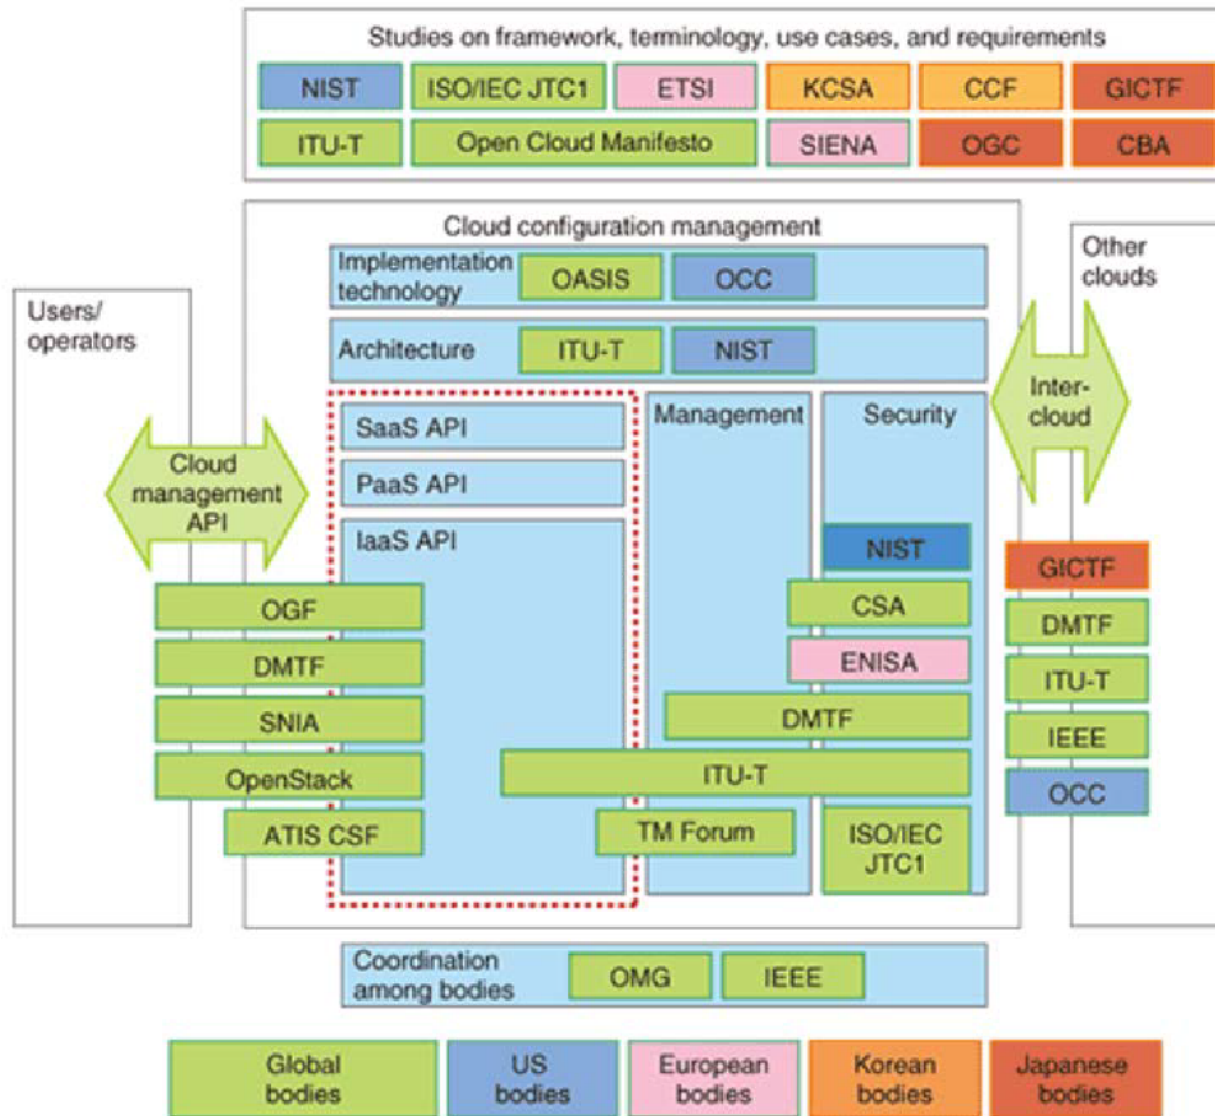 Studies on framework, terminology, use cases, and requirements
NIST
ISO/IEC JTC1
ETSI
KCSA
CCF
GICTF
ITU-T
Open Cloud Manifesto
SIENA
OGC
CBA
Cloud configuration management
Implementation
technology
OASIS
OCC
Architecture
ITU-T
NIST
Users/
operators
Other
clouds
Cloud
management
API
Inter-
cloud
SaaS API
PaaS API
IaaS API
Management
Security
NIST
CSA
ENISA
DMTF
ITU-T
TM Forum
ISO/IEC
JTC1
OGF
DMTF
SNIA
OpenStack
ATIS CSF
GICTF
DMTF
ITU-T
IEEE
OCC
Coordination
among bodies
OMG
IEEE
Global
bodies
US
bodies
European
bodies
Korean
bodies
Japanese
bodies